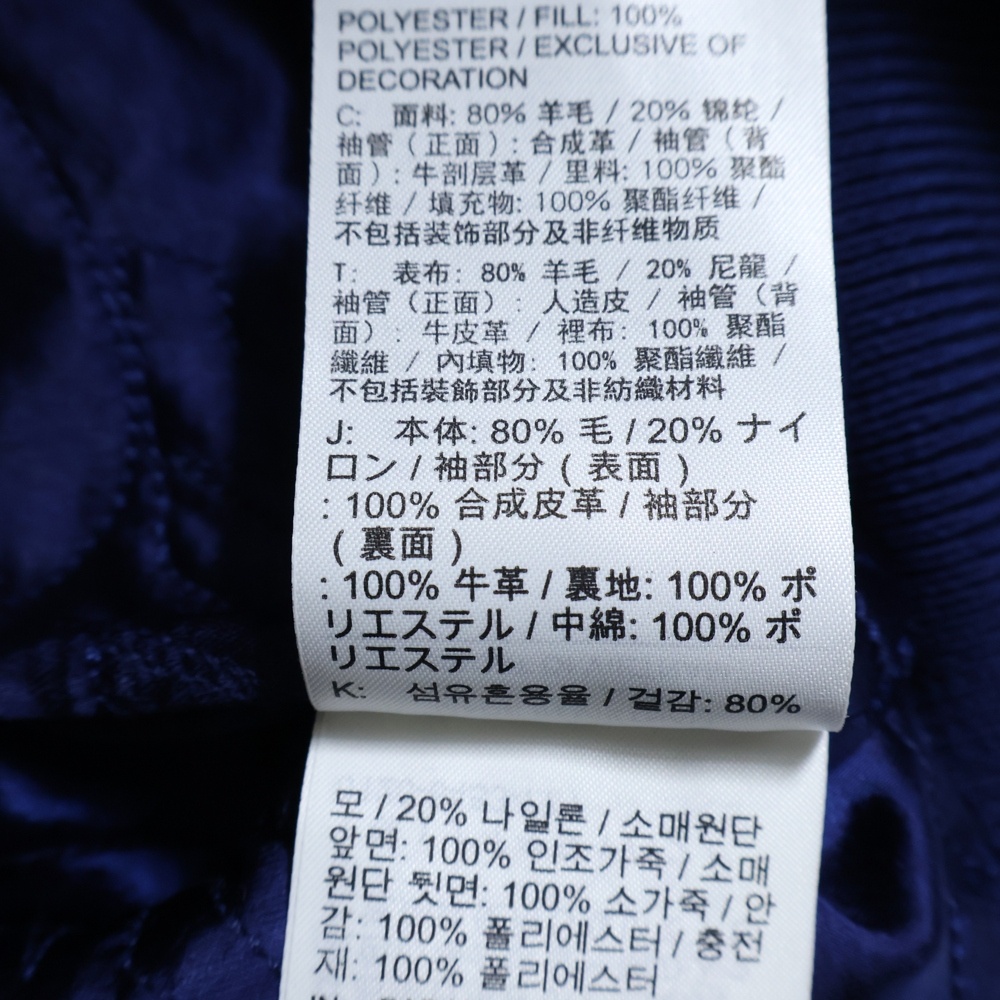 POLYESTER / FILL: 100%
POLYESTER / EXCLUSIVE OF
DECORATION
C: 面料: 80% 羊毛 / 20% 锦纶 /
袖管（正面）: 合成革 / 袖管（背
面）: 牛剖层革 / 里料: 100% 聚酯
纤维 / 填充物: 100% 聚酯纤维 /
不包括装饰部分及非纤维物质
T: 表布: 80% 羊毛 / 20% 尼龍 /
袖管（正面）: 人造皮 / 袖管（背
面）: 牛皮革 / 裡布: 100% 聚酯
纖維 / 內填物: 100% 聚酯纖維 /
不包括裝飾部分及非紡織材料
J: 本体: 80% 毛 / 20% ナイ
ロン / 袖部分 ( 表面 )
: 100% 合成皮革 / 袖部分
( 裏面 )
: 100% 牛革 / 裏地: 100% ポ
リエステル / 中綿: 100% ポ
リエステル
K: 섬유혼용율 / 겉감: 80%
모 / 20% 나일론 / 소매원단
앞면: 100% 인조가죽 / 소매
원단 뒷면: 100% 소가죽 / 안
감: 100% 폴리에스터 / 충전
재: 100% 폴리에스터